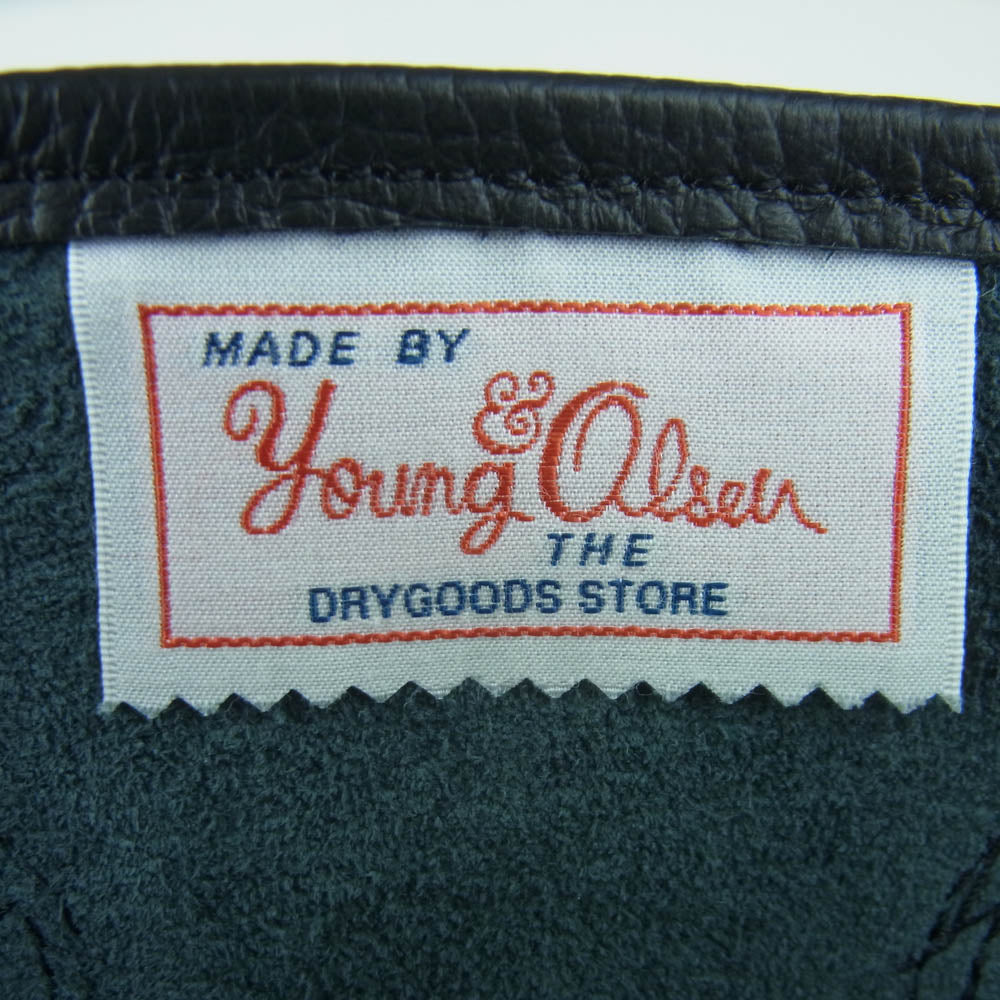 MADE BY
Young & Olsen
THE
DRYGOODS STORE